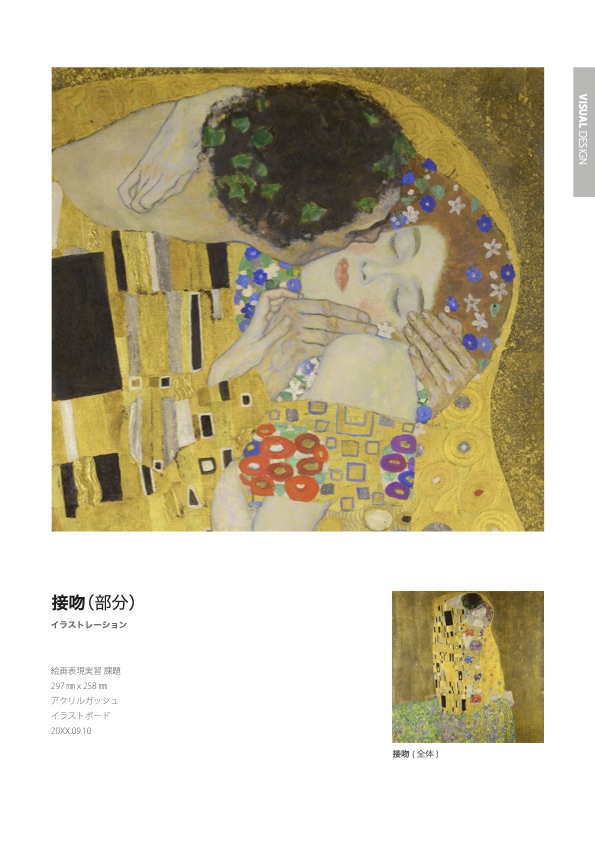 VISUAL DESIGN
接吻(部分)
イラストレーション
絵画表現実習 課題
297 ㎜ x 258 ㎜
アクリルガッシュ
イラストボード
20XX.09.10
接吻 ( 全体 )